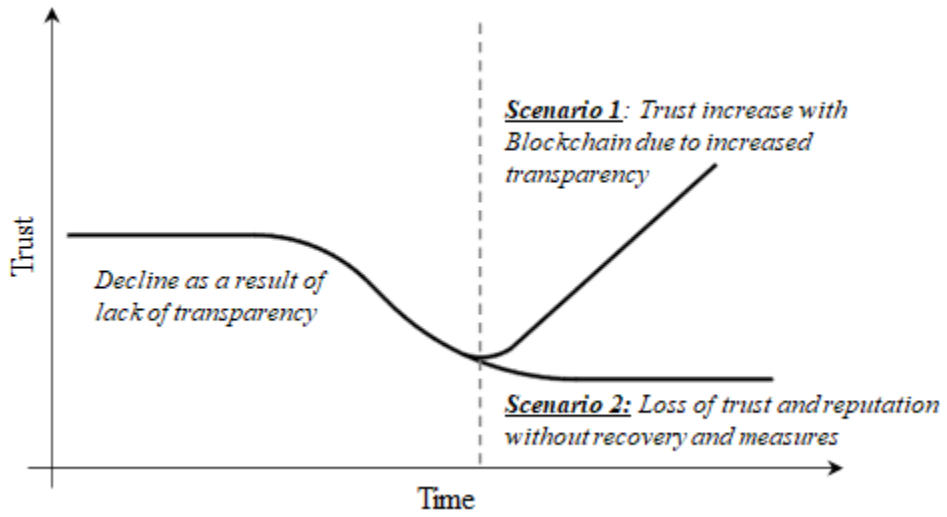 Scenario 1: Trust increase with
Blockchain due to increased
transparency
Trust
Decline as a result of
lack of transparency
Scenario 2: Loss of trust and reputation
without recovery and measures
Time